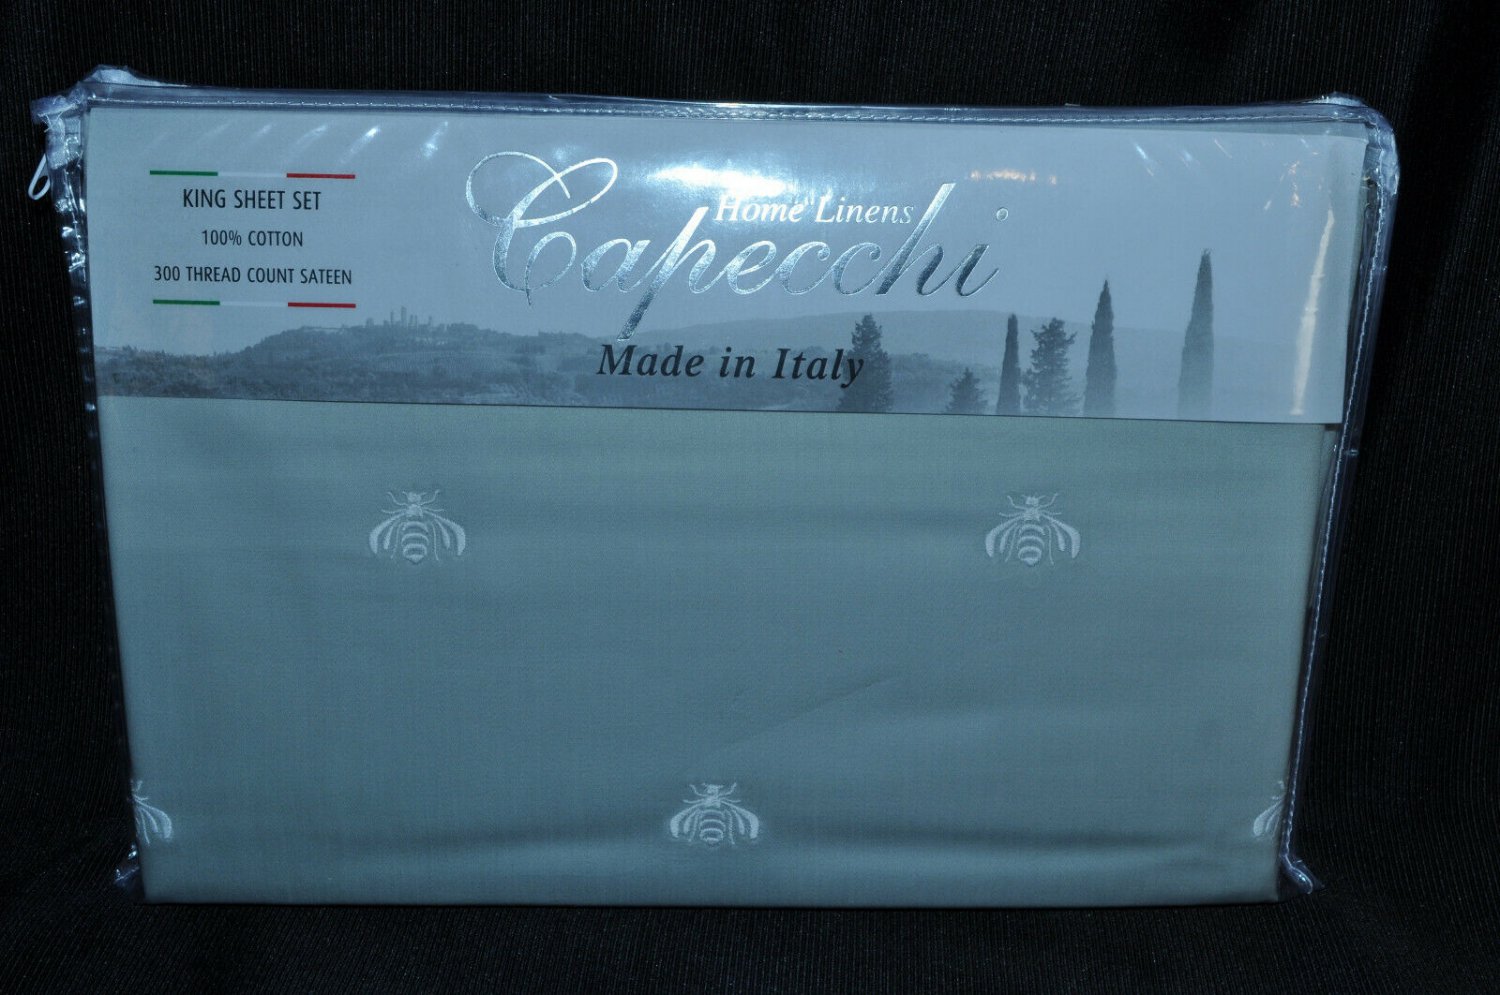 KING SHEET SET
100% COTTON
300 THREAD COUNT SATEEN
Home Linens
Capecchi
Made in Italy